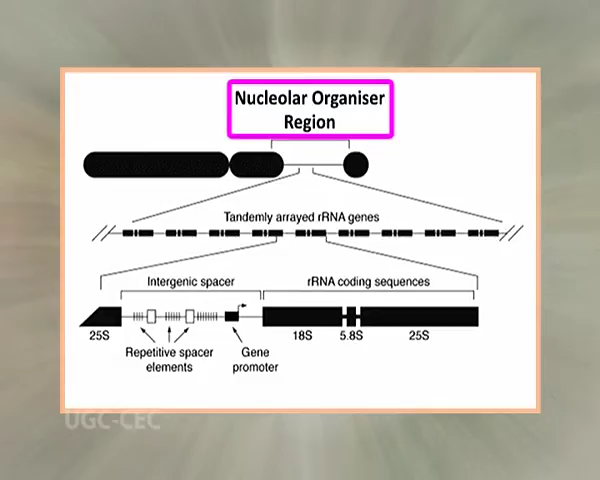 Nucleolar Organiser
Region
Tandemly arrayed rRNA genes
Intergenic spacer
rRNA coding sequences
25S
18S
5.8S
25S
Repetitive spacer
elements
Gene
promoter
UGC-CEC